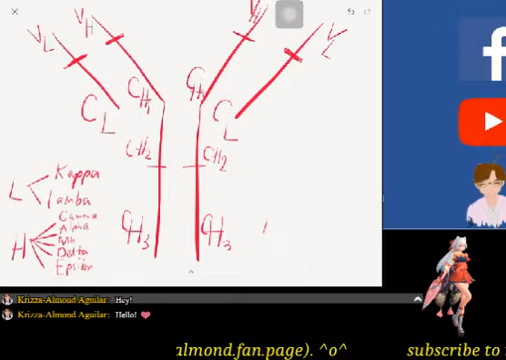 VL VH VH VL
CL CH1 CH1 CL
CH2 CH2
CH3 CH3
L
Kappa
lamba
H
Gamma
Alpha
Mu
Delta
Epsilon
Krizza-Almond Aguilar: Hey!
Krizza-Almond Aguilar: Hello! ❤
almond.fan.page). ^o^ subscribe to